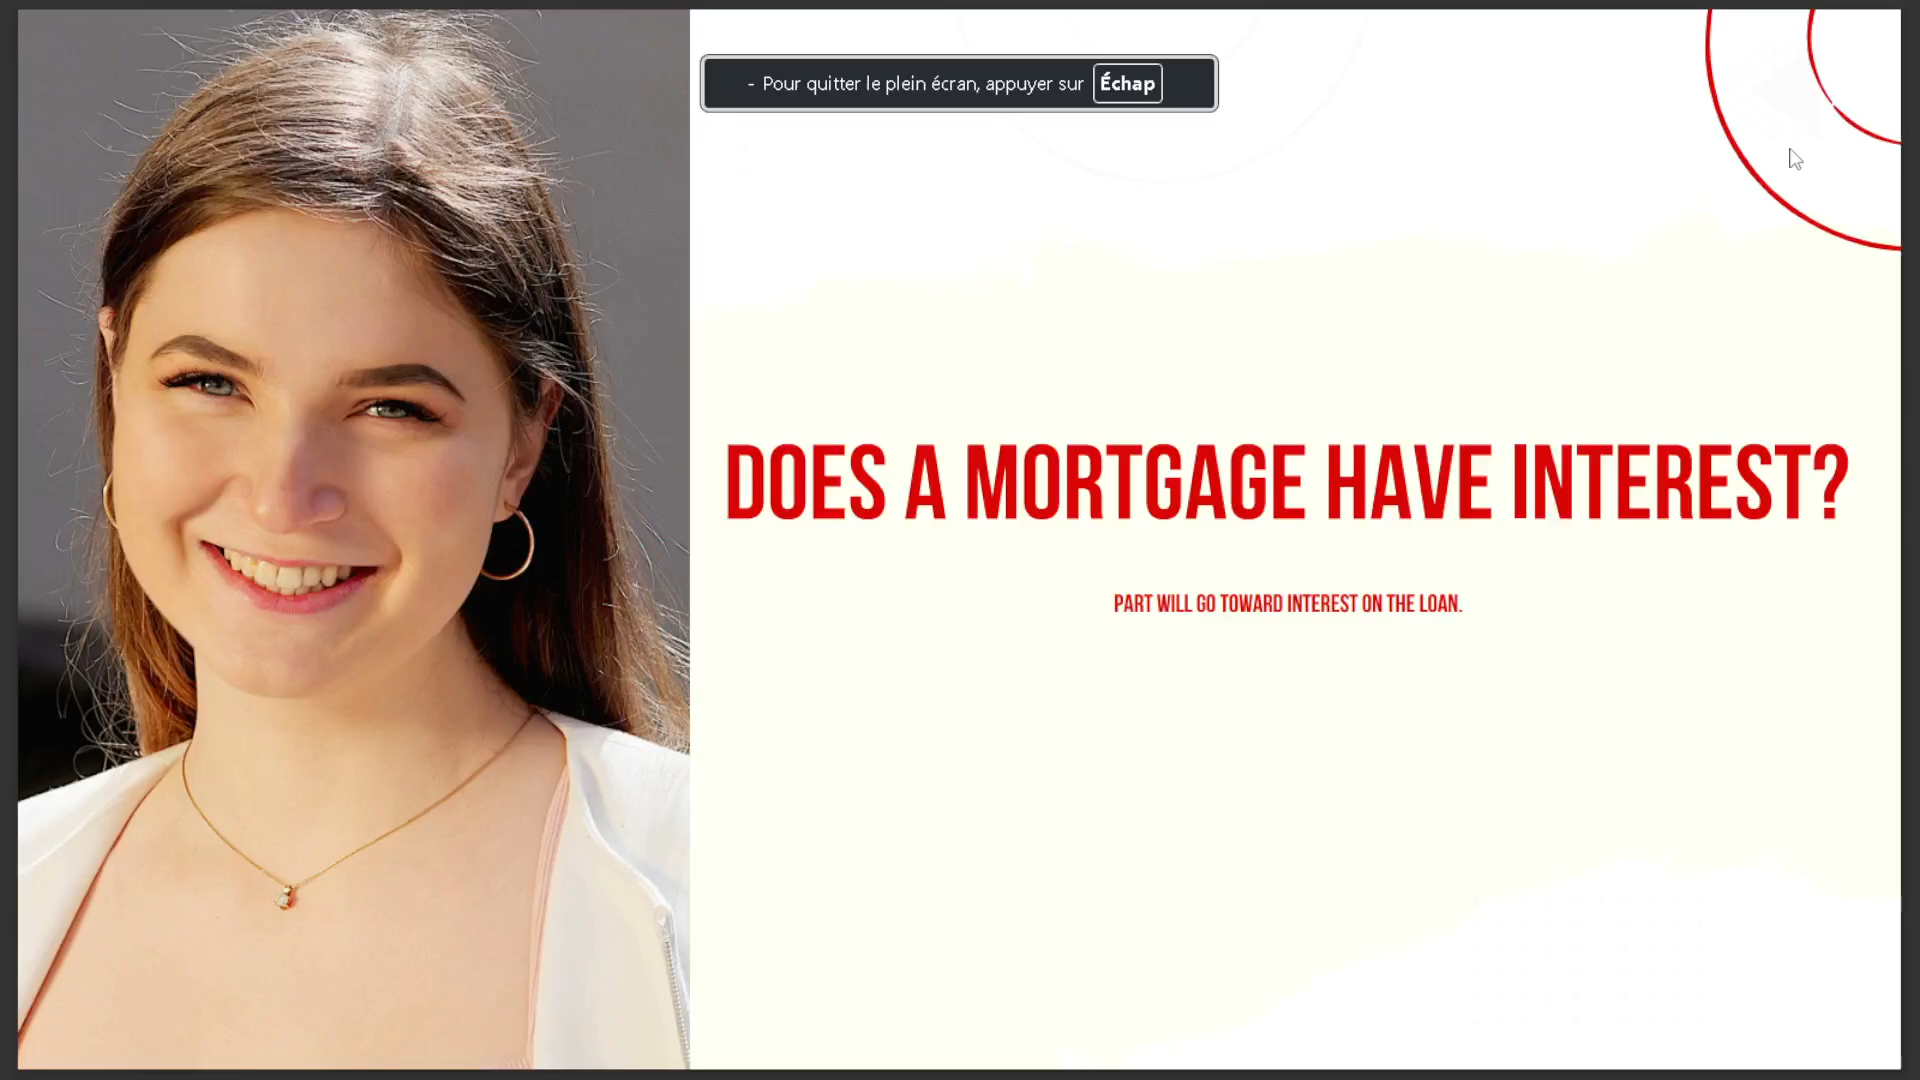 - Pour quitter le plein écran, appuyer sur Échap
DOES A MORTGAGE HAVE INTEREST?
PART WILL GO TOWARD INTEREST ON THE LOAN.